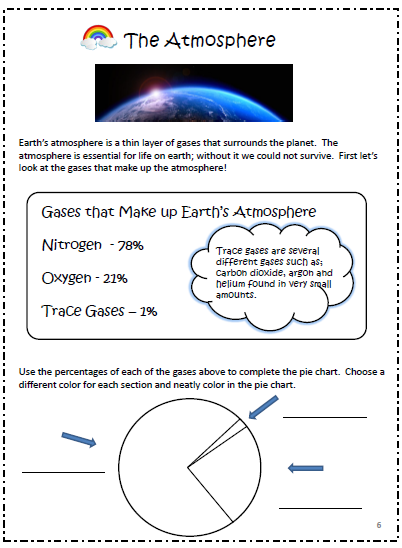 The Atmosphere
Earth's atmosphere is a thin layer of gases that surrounds the planet.  The
atmosphere is essential for life on earth; without it we could not survive.  First let's
look at the gases that make up the atmosphere!
Gases that Make up Earth's Atmosphere
Nitrogen  - 78%
Oxygen - 21%
Trace Gases – 1%
Trace gases are several
different gases such as;
carbon dioxide, argon and
helium found in very small
amounts.
Use the percentages of each of the gases above to complete the pie chart.  Choose a
different color for each section and neatly color in the pie chart.
6